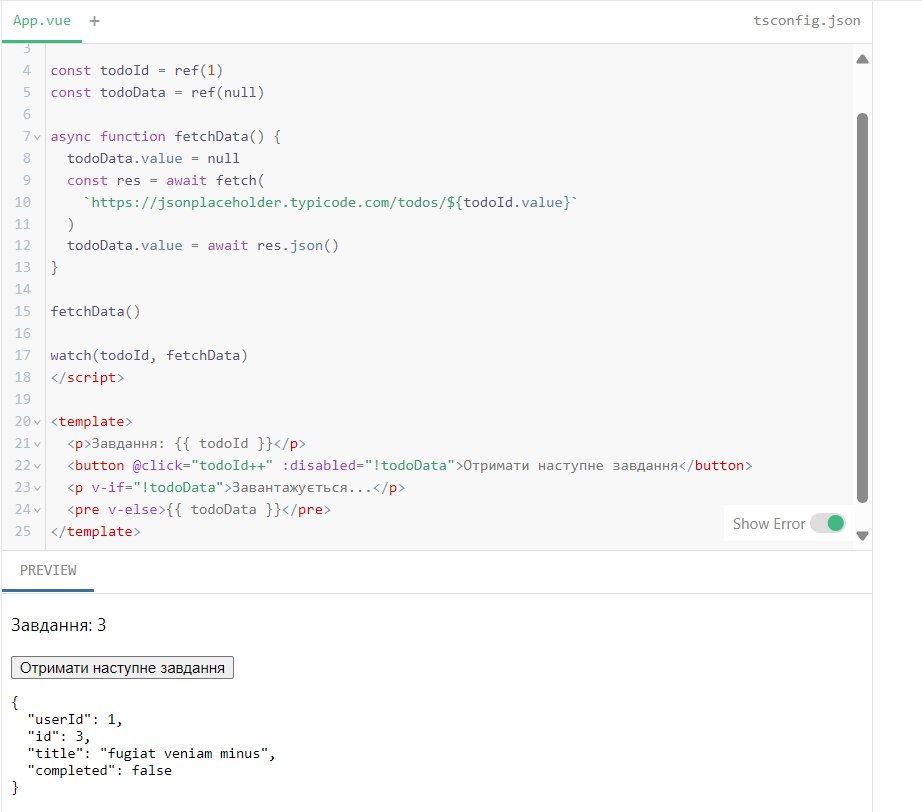 App.vue + tsconfig.json
3
4 const todoId = ref(1)
5 const todoData = ref(null)
6
7 async function fetchData() {
8   todoData.value = null
9   const res = await fetch(
10     `https://jsonplaceholder.typicode.com/todos/${todoId.value}`
11   )
12   todoData.value = await res.json()
13 }
14
15 fetchData()
16
17 watch(todoId, fetchData)
18 </script>
19
20 <template>
21   <p>Завдання: {{ todoId }}</p>
22   <button @click="todoId++" :disabled="!todoData">Отримати наступне завдання</button>
23   <p v-if="!todoData">Завантажується...</p>
24   <pre v-else>{{ todoData }}</pre>
25 </template>
Show Error
PREVIEW
Завдання: 3
Отримати наступне завдання
{
  "userId": 1,
  "id": 3,
  "title": "fugiat veniam minus",
  "completed": false
}